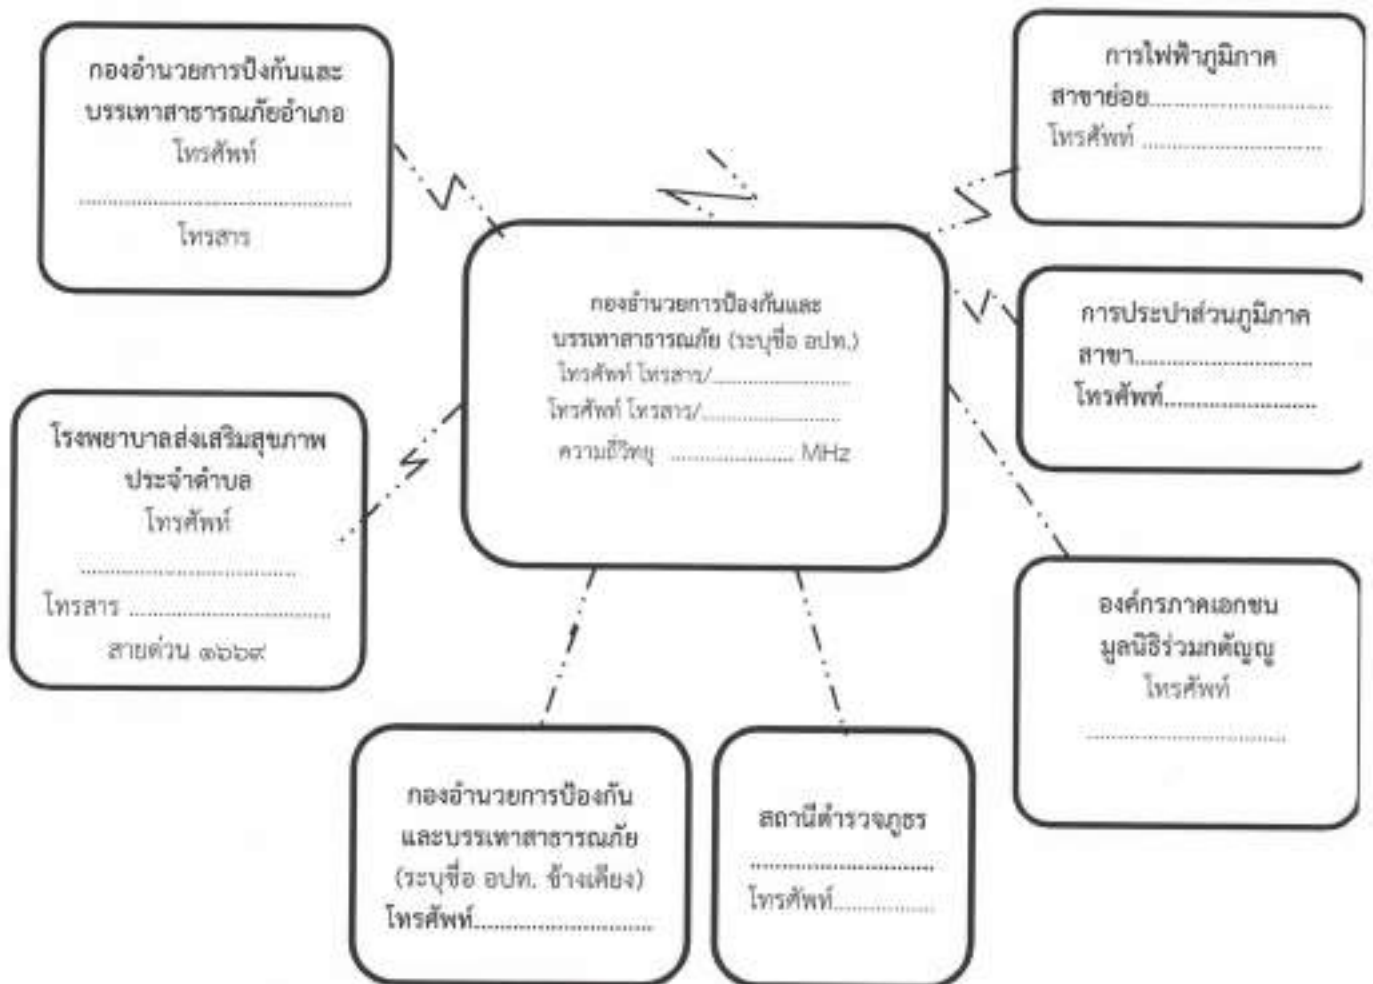 กองอำนวยการป้งกันและ
บรรเทาสาธารณภัยอำเภอ
โทรศัพท์
................................................
โทรสาร
การไฟฟ้าภูมิภาค
สาขาย่อย................................
โทรศัพท์ ................................
กองอำนวยการป้องกันและ
บรรเทาสาธารณภัย (ระบุชื่อ อปท.)
โทรศัพท์ โทรสาร/........................
โทรศัพท์ โทรสาร/........................
ความถี่วิทยุ ........................ MHz
การประปาส่วนภูมิภาค
สาขา................................
โทรศัพท์............................
โรงพยาบาลส่งเสริมสุขภาพ
ประจำตำบล
โทรศัพท์
........................................
โทรสาร ....................................
สายด่วน ๑๖๖๙
องค์กรภาคเอกชน
มูลนิธิร่วมกตัญญู
โทรศัพท์
....................................
กองอำนวยการป้องกัน
และบรรเทาสาธารณภัย
(ระบุชื่อ อปท. ข้างเคียง)
โทรศัพท์................................
สถานีตำรวจภูธร
................................
โทรศัพท์..................